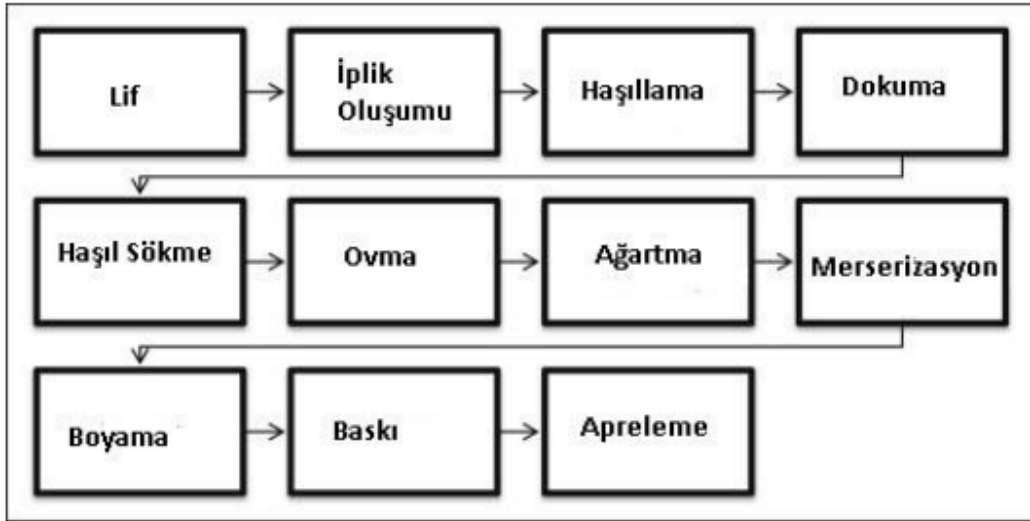 Lif
İplik
Oluşumu
Haşıllama
Dokuma
Haşıl Sökme
Ovma
Ağartma
Merserizasyon
Boyama
Baskı
Apreleme